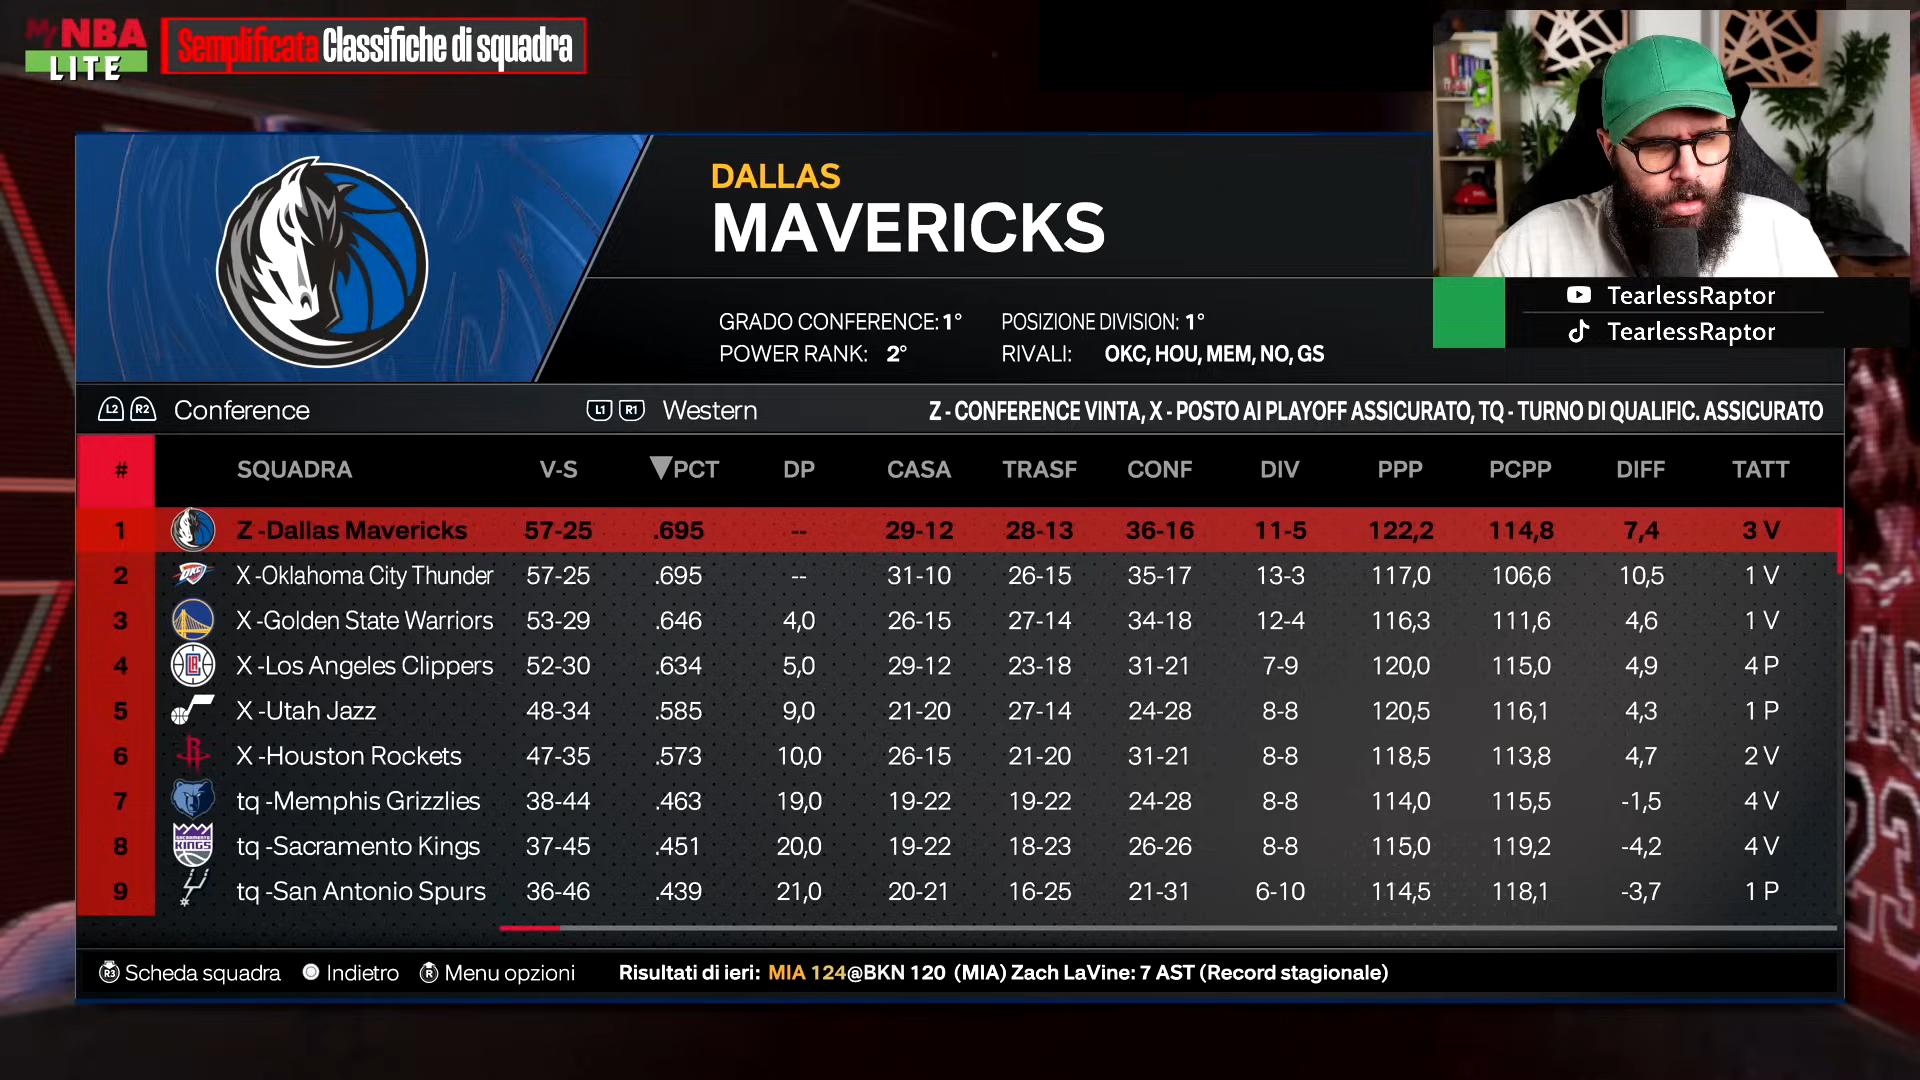 MyNBA
LITE
Semplificata Classifiche di squadra
DALLAS
MAVERICKS
GRADO CONFERENCE: 1°
POSIZIONE DIVISION: 1°
POWER RANK: 2°
RIVALI: OKC, HOU, MEM, NO, GS
TearlessRaptor
TearlessRaptor
L2 R2 Conference L1 R1 Western Z - CONFERENCE VINTA, X - POSTO AI PLAYOFF ASSICURATO, TQ - TURNO DI QUALIFIC. ASSICURATO
# SQUADRA V-S ▼PCT DP CASA TRASF CONF DIV PPP PCPP DIFF TATT
1 Z -Dallas Mavericks 57-25 .695 -- 29-12 28-13 36-16 11-5 122,2 114,8 7,4 3 V
2 X -Oklahoma City Thunder 57-25 .695 -- 31-10 26-15 35-17 13-3 117,0 106,6 10,5 1 V
3 X -Golden State Warriors 53-29 .646 4,0 26-15 27-14 34-18 12-4 116,3 111,6 4,6 1 V
4 X -Los Angeles Clippers 52-30 .634 5,0 29-12 23-18 31-21 7-9 120,0 115,0 4,9 4 P
5 X -Utah Jazz 48-34 .585 9,0 21-20 27-14 24-28 8-8 120,5 116,1 4,3 1 P
6 X -Houston Rockets 47-35 .573 10,0 26-15 21-20 31-21 8-8 118,5 113,8 4,7 2 V
7 tq -Memphis Grizzlies 38-44 .463 19,0 19-22 19-22 24-28 8-8 114,0 115,5 -1,5 4 V
8 tq -Sacramento Kings 37-45 .451 20,0 19-22 18-23 26-26 8-8 115,0 119,2 -4,2 4 V
9 tq -San Antonio Spurs 36-46 .439 21,0 20-21 16-25 21-31 6-10 114,5 118,1 -3,7 1 P
R3 Scheda squadra Indietro R Menu opzioni Risultati di ieri: MIA 124@BKN 120 (MIA) Zach LaVine: 7 AST (Record stagionale)